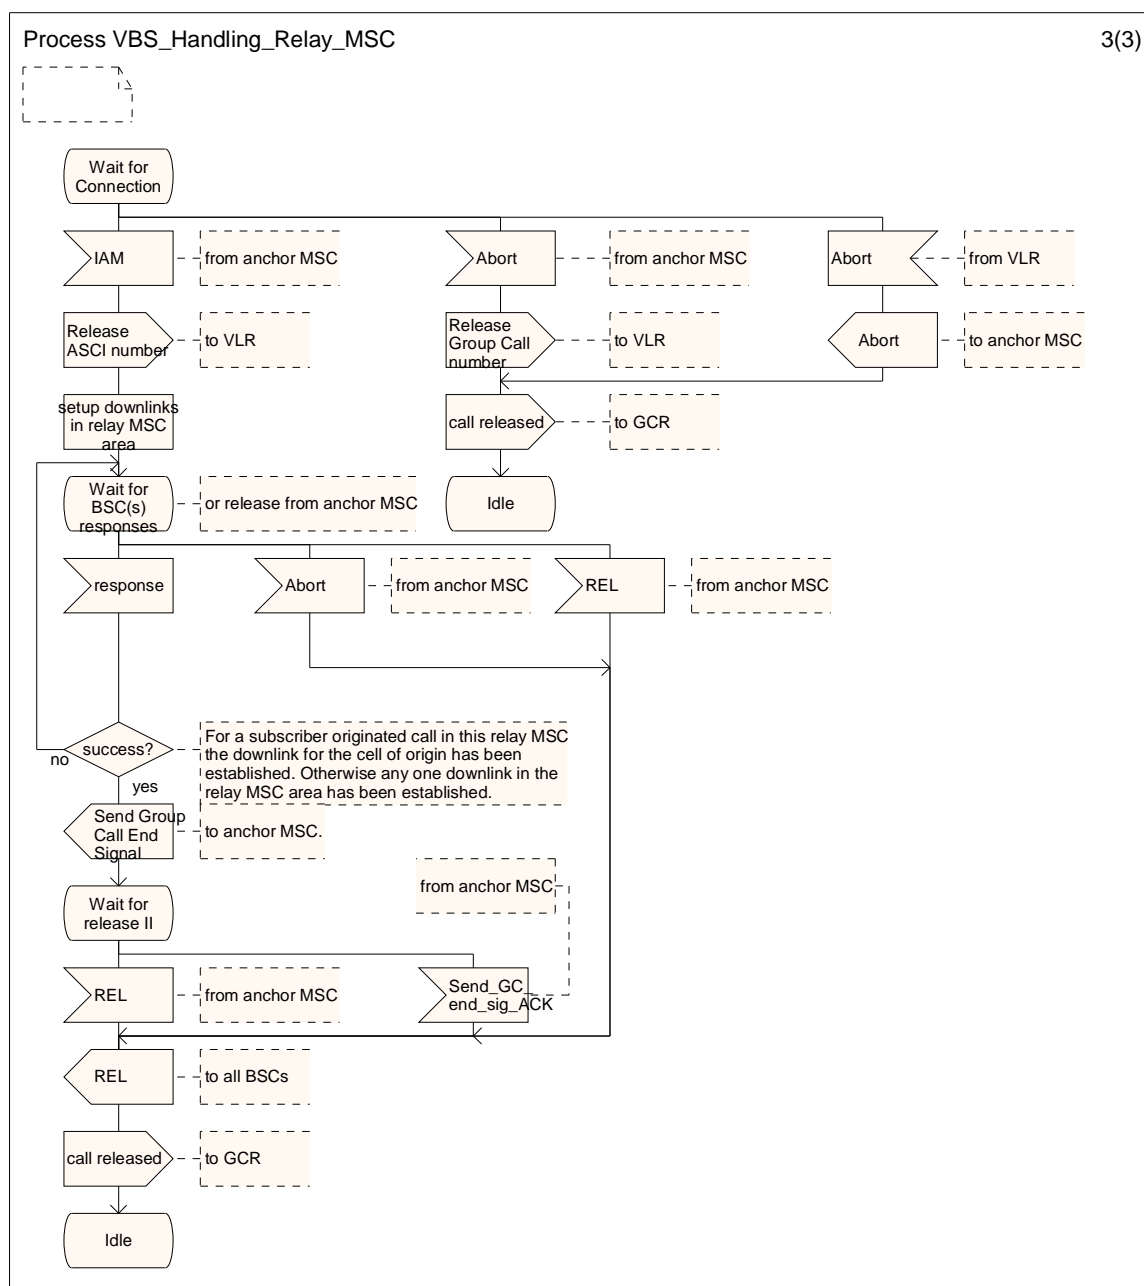 Process VBS_Handling_Relay_MSC
3(3)
Wait for
Connection
IAM
from anchor MSC
Abort
from anchor MSC
Abort
from VLR
Release
ASCI number
to VLR
Release
Group Call
number
to VLR
Abort
to anchor MSC
setup downlinks
in relay MSC
area
call released
to GCR
Wait for
BSC(s)
responses
or release from anchor MSC
Idle
response
Abort
from anchor MSC
REL
from anchor MSC
success?
no
yes
For a subscriber originated call in this relay MSC
the downlink for the cell of origin has been
established. Otherwise any one downlink in the
relay MSC area has been established.
Send Group
Call End
Signal
to anchor MSC.
from anchor MSC
Wait for
release II
REL
from anchor MSC
Send_GC_
end_sig_ACK
REL
to all BSCs
call released
to GCR
Idle